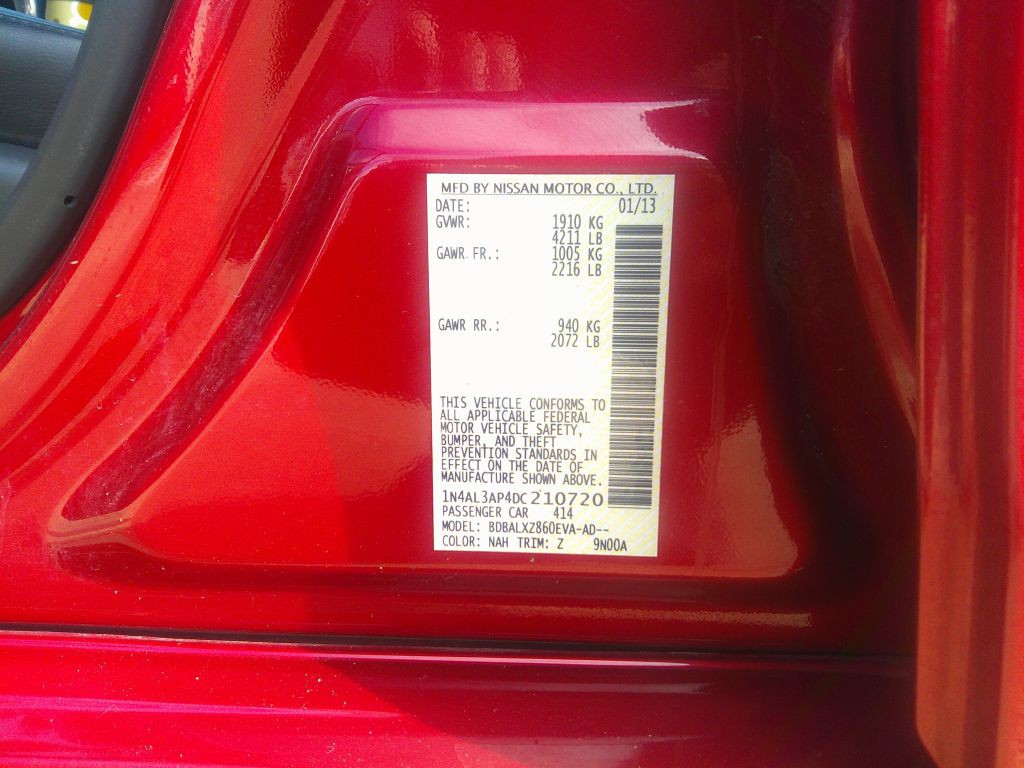 MFD BY NISSAN MOTOR CO., LTD.
DATE: 01/13
GVWR: 1910 KG
4211 LB
GAWR FR.: 1005 KG
2216 LB
GAWR RR.: 940 KG
2072 LB
THIS VEHICLE CONFORMS TO
ALL APPLICABLE FEDERAL
MOTOR VEHICLE SAFETY,
BUMPER, AND THEFT
PREVENTION STANDARDS IN
EFFECT ON THE DATE OF
MANUFACTURE SHOWN ABOVE.
1N4AL3AP4DC210720
PASSENGER CAR 414
MODEL: BDBALXZ860EVA-AD--
COLOR: NAH TRIM: Z 9N00A